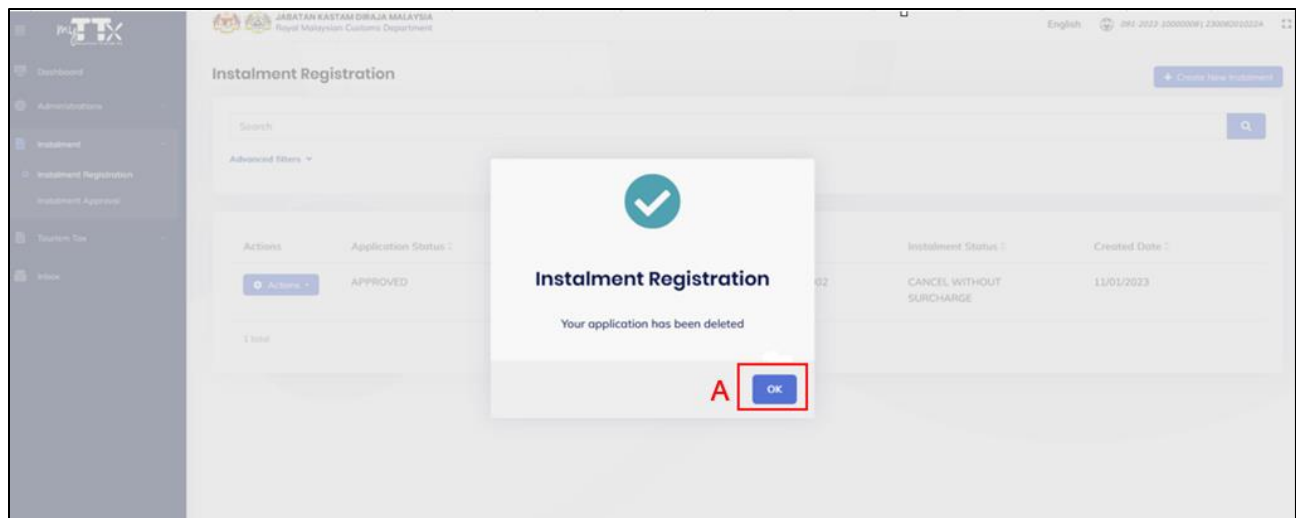 myTTX
JABATAN KASTAM DIRAJA MALAYSIA
Royal Malaysian Customs Department
English
Dashboard
Administrations
Instalment
Instalment Registration
Instalment Approval
Tourism Tax
Inbox
Instalment Registration
+ Create New Instalment
Search
Advanced filters
Actions Application Status Instalment Status Created Date
Actions APPROVED 02 CANCEL WITHOUT 11/01/2023
SURCHARGE
1 total
Instalment Registration
Your application has been deleted
A OK